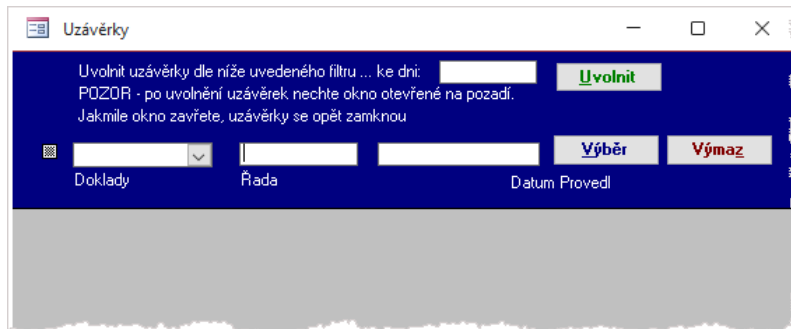 Uzávěrky
Uvolnit uzávěrky dle níže uvedeného filtru ... ke dni:
Uvolnit
POZOR - po uvolnění uzávěrek nechte okno otevřené na pozadí.
Jakmile okno zavřete, uzávěrky se opět zamknou
Výběr
Výmaz
Doklady
Řada
Datum Provedl